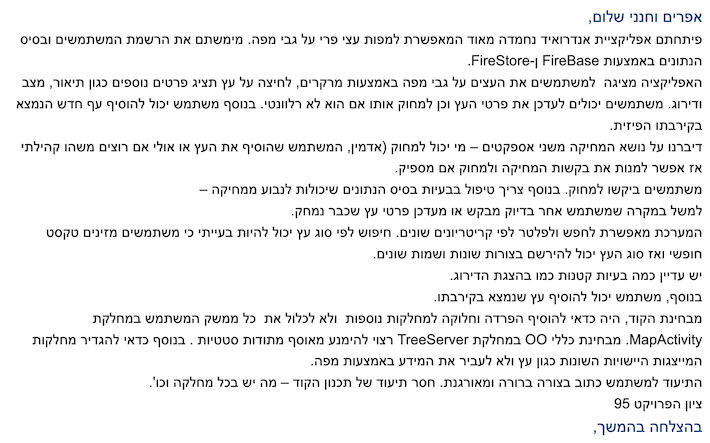 אפרים וחנני שלום,
פיתחתם אפליקציית אנדרואיד נחמדה מאוד המאפשרת למפות עצי פרי על גבי מפה. מימשתם את הרשמת המשתמשים ובסיס
הנתונים באמצעות FireBase ו-FireStore.
האפליקציה מציגה למשתמשים את העצים על גבי מפה באמצעות מרקרים, לחיצה על עץ תציג פרטים נוספים כגון תיאור, מצב
ודירוג. משתמשים יכולים לעדכן את פרטי העץ וכן למחוק אותו אם הוא לא רלוונטי. בנוסף משתמש יכול להוסיף עף חדש הנמצא
בקירבתו הפיזית.
דיברנו על נושא המחיקה משני אספקטים – מי יכול למחוק (אדמין, המשתמש שהוסיף את העץ או אולי אם רוצים משהו קהילתי
אז אפשר למנות את בקשות המחיקה ולמחוק אם מספיק.
משתמשים ביקשו למחוק. בנוסף צריך טיפול בבעיות בסיס הנתונים שיכולות לנבוע ממחיקה –
למשל במקרה שמשתמש אחר בדיוק מבקש או מעדכן פרטי עץ שכבר נמחק.
המערכת מאפשרת לחפש ולפלטר לפי קריטריונים שונים. חיפוש לפי סוג עץ יכול להיות בעייתי כי משתמשים מזינים טקסט
חופשי ואז סוג העץ יכול להירשם בצורות שונות ושמות שונים.
יש עדיין כמה בעיות קטנות כמו בהצגת הדירוג.
בנוסף, משתמש יכול להוסיף עץ שנמצא בקירבתו.
מבחינת הקוד, היה כדאי להוסיף הפרדה וחלוקה למחלקות נוספות ולא לכלול את כל ממשק המשתמש במחלקת
MapActivity. מבחינת כללי OO במחלקת TreeServer רצוי להימנע מאוסף מתודות סטטיות . בנוסף כדאי להגדיר מחלקות
המייצגות היישויות השונות כגון עץ ולא לעביר את המידע באמצעות מפה.
התיעוד למשתמש כתוב בצורה ברורה ומאורגנת. חסר תיעוד של תכנון הקוד – מה יש בכל מחלקה וכו'.
ציון הפרויקט 95
בהצלחה בהמשך,